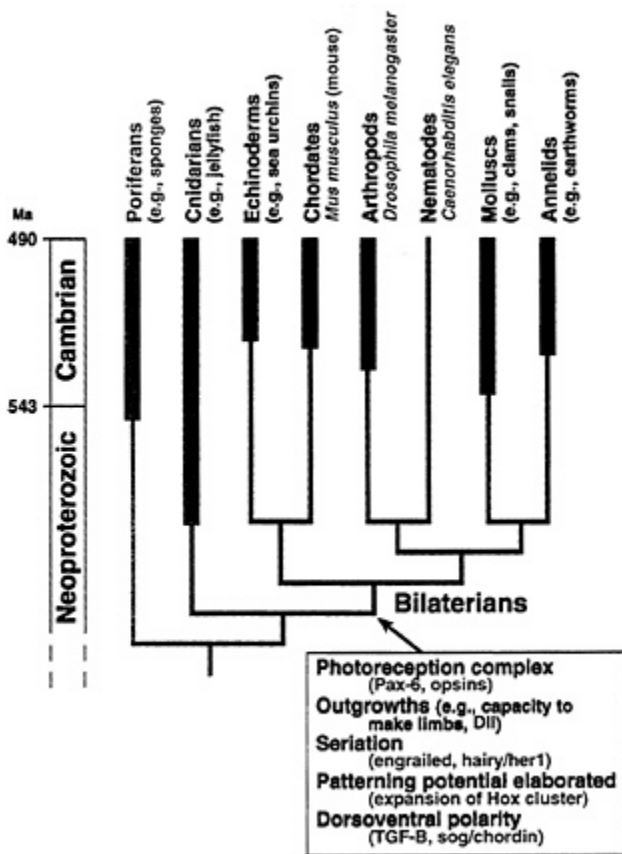 Poriferans
(e.g., sponges)
Cnidarians
(e.g., jellyfish)
Echinoderms
(e.g., sea urchins)
Chordates
Mus musculus (mouse)
Arthropods
Drosophila melanogaster
Nematodes
Caenorhabditis elegans
Molluscs
(e.g., clams, snails)
Annelids
(e.g., earthworms)
Ma
490
Cambrian
543
Neoproterozoic
Bilaterians
Photoreception complex
(Pax-6, opsins)
Outgrowths (e.g., capacity to
make limbs, Dll)
Seriation
(engrailed, hairy/her1)
Patterning potential elaborated
(expansion of Hox cluster)
Dorsoventral polarity
(TGF-B, sog/chordin)